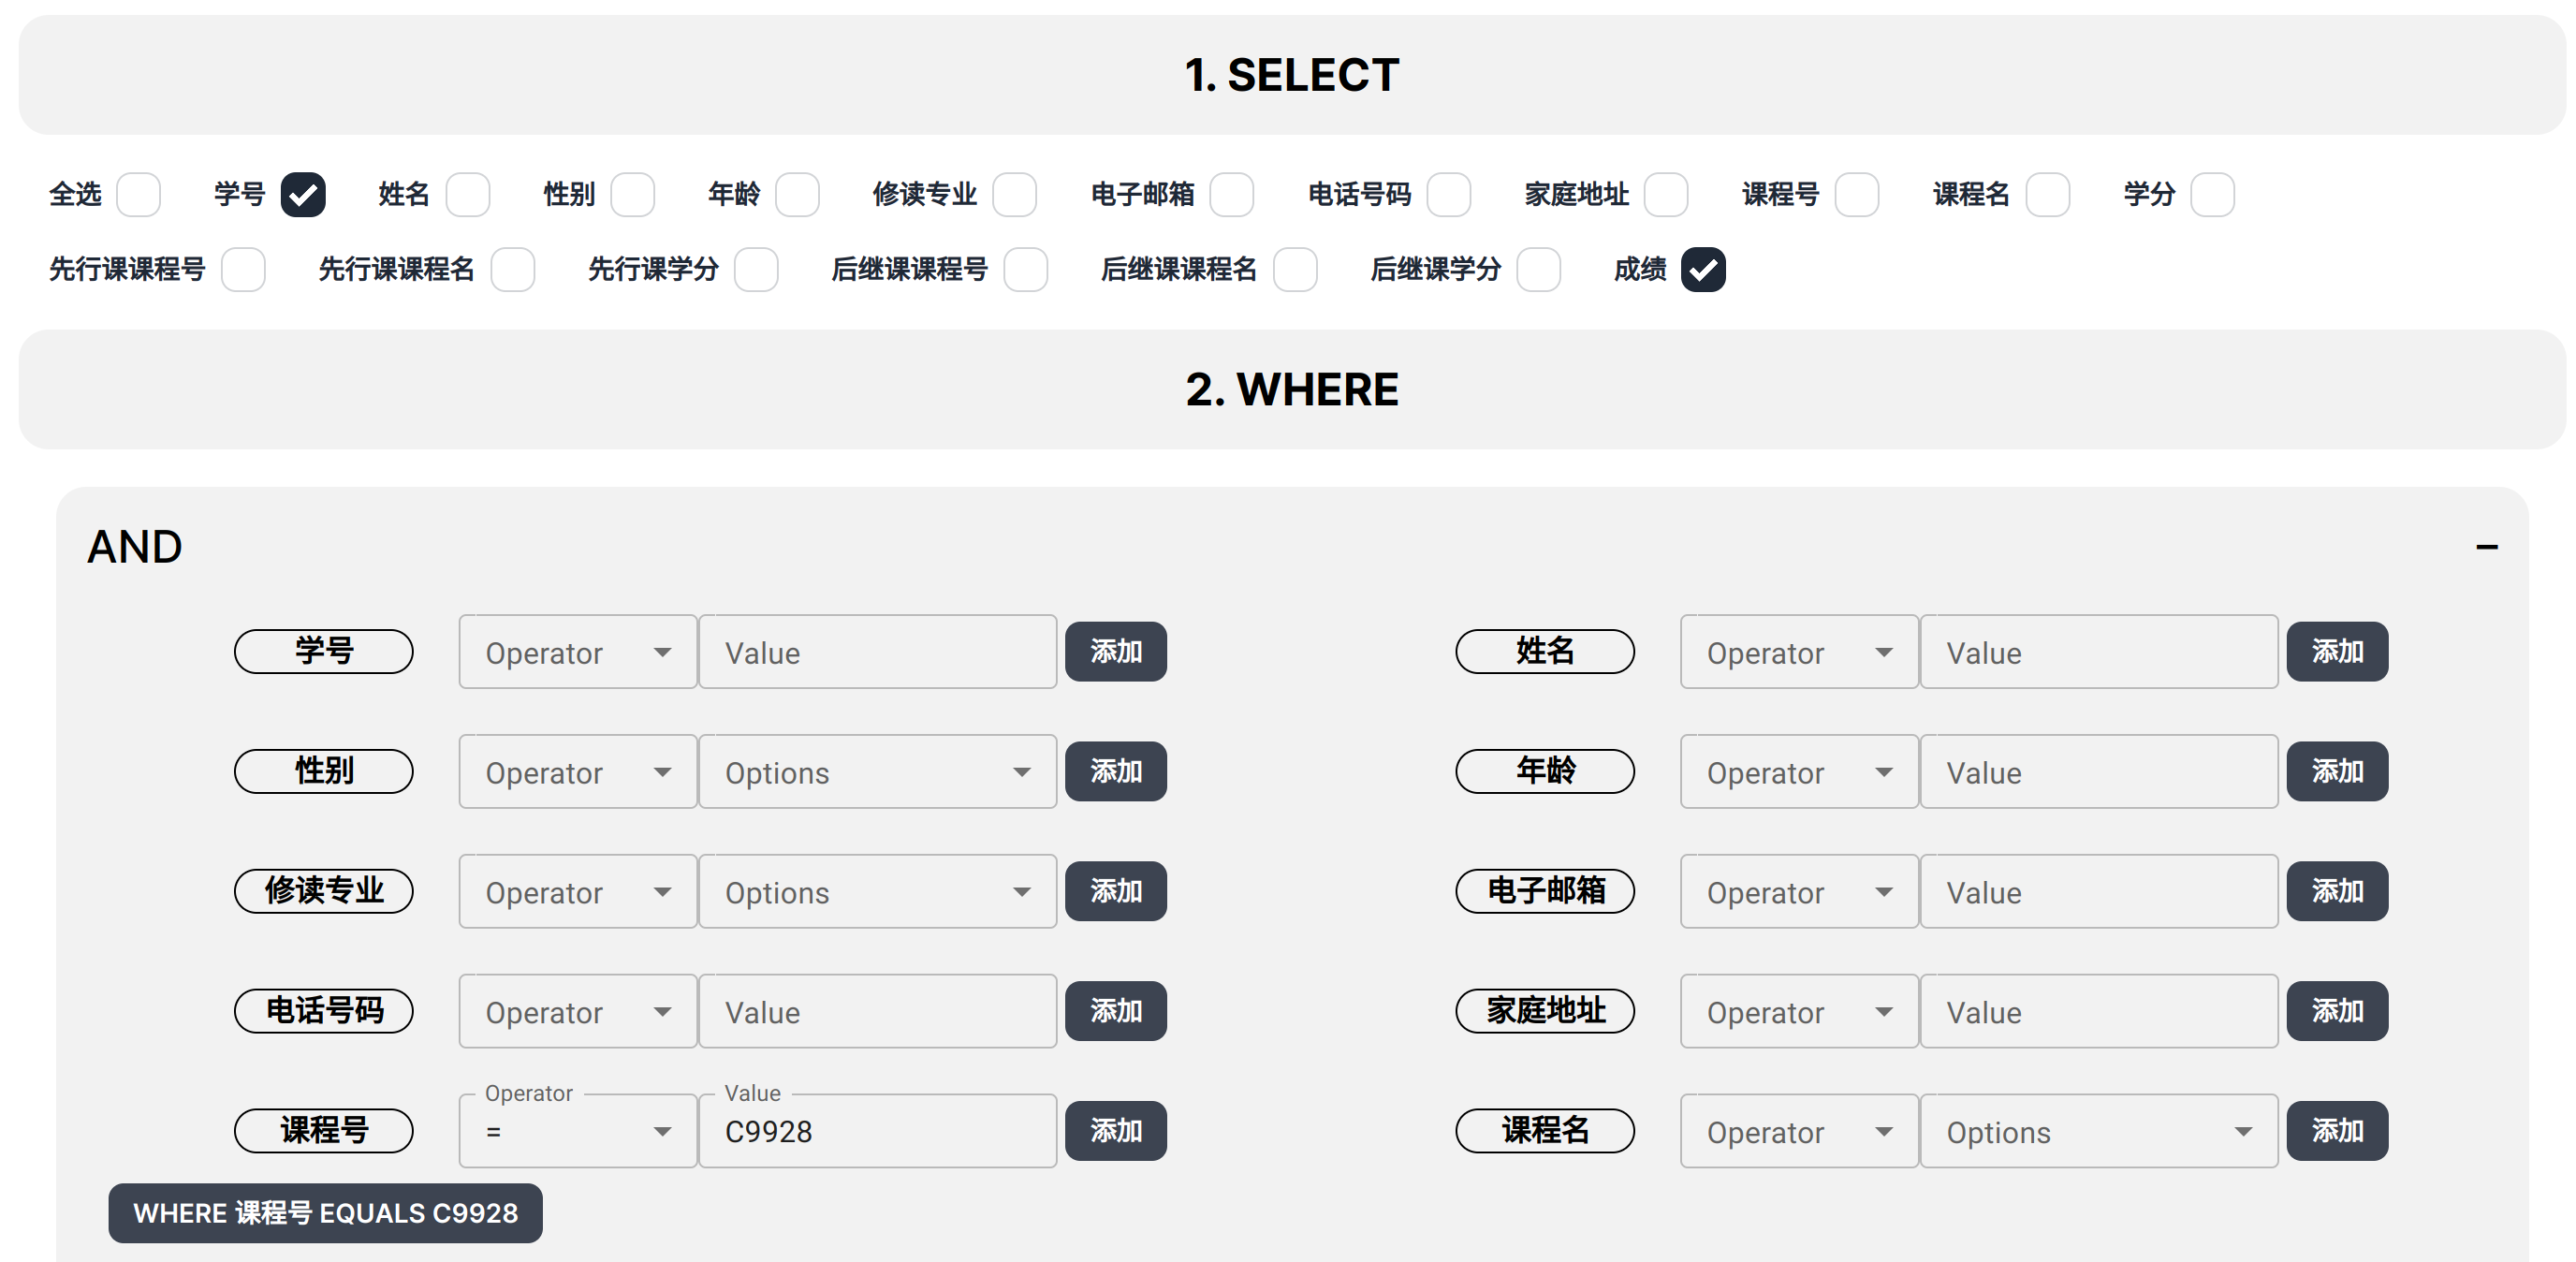 1. SELECT
全选 学号 姓名 性别 年龄 修读专业 电子邮箱 电话号码 家庭地址 课程号 课程名 学分
先行课课程号 先行课课程名 先行课学分 后继课课程号 后继课课程名 后继课学分 成绩
2. WHERE
AND
学号 Operator Value 添加 姓名 Operator Value 添加
性别 Operator Options 添加 年龄 Operator Value 添加
修读专业 Operator Options 添加 电子邮箱 Operator Value 添加
电话号码 Operator Value 添加 家庭地址 Operator Value 添加
Operator Value
课程号 = C9928 添加 课程名 Operator Options 添加
WHERE 课程号 EQUALS C9928